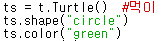 ts = t.Turtle()  #먹이
ts.shape("circle")
ts.color("green")